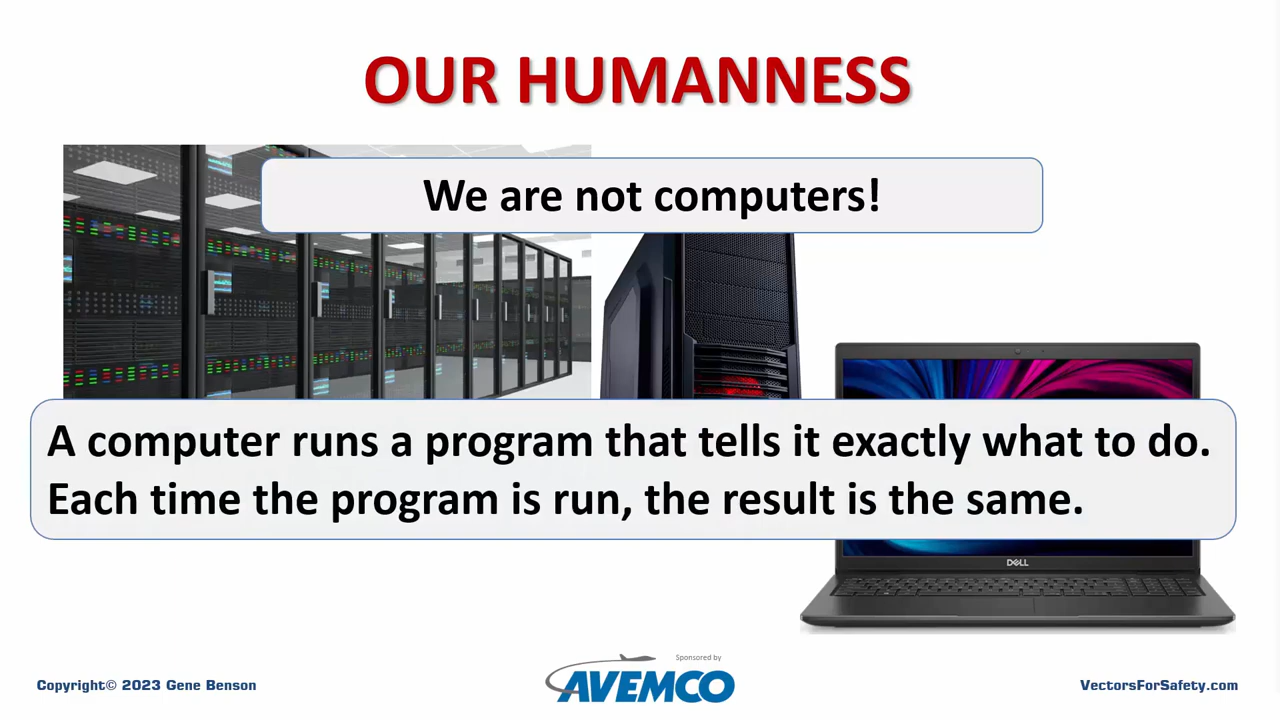 OUR HUMANNESS
We are not computers!
A computer runs a program that tells it exactly what to do.
Each time the program is run, the result is the same.
DELL
Sponsored by
AVEMCO
Copyright© 2023 Gene Benson
VectorsForSafety.com